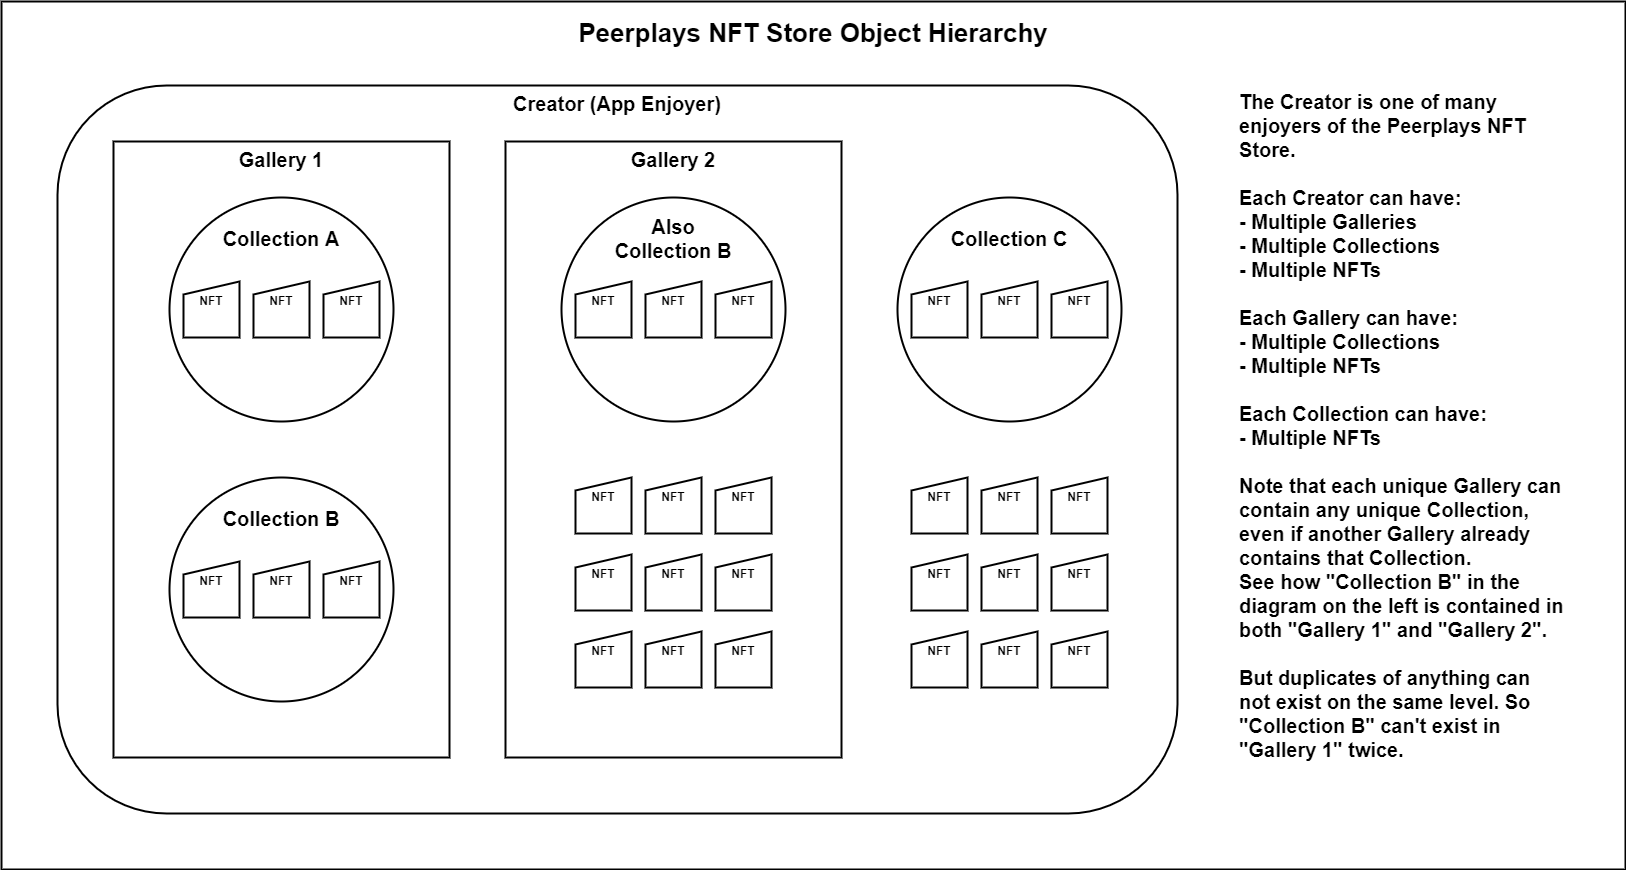 Peerplays NFT Store Object Hierarchy
Creator (App Enjoyer)
Gallery 1
Collection A
NFT NFT NFT
Collection B
NFT NFT NFT
Gallery 2
Also
Collection B
NFT NFT NFT
NFT NFT NFT
NFT NFT NFT
NFT NFT NFT
Collection C
NFT NFT NFT
NFT NFT NFT
NFT NFT NFT
NFT NFT NFT
The Creator is one of many
enjoyers of the Peerplays NFT
Store.
Each Creator can have:
- Multiple Galleries
- Multiple Collections
- Multiple NFTs
Each Gallery can have:
- Multiple Collections
- Multiple NFTs
Each Collection can have:
- Multiple NFTs
Note that each unique Gallery can
contain any unique Collection,
even if another Gallery already
contains that Collection.
See how "Collection B" in the
diagram on the left is contained in
both "Gallery 1" and "Gallery 2".
But duplicates of anything can
not exist on the same level. So
"Collection B" can't exist in
"Gallery 1" twice.